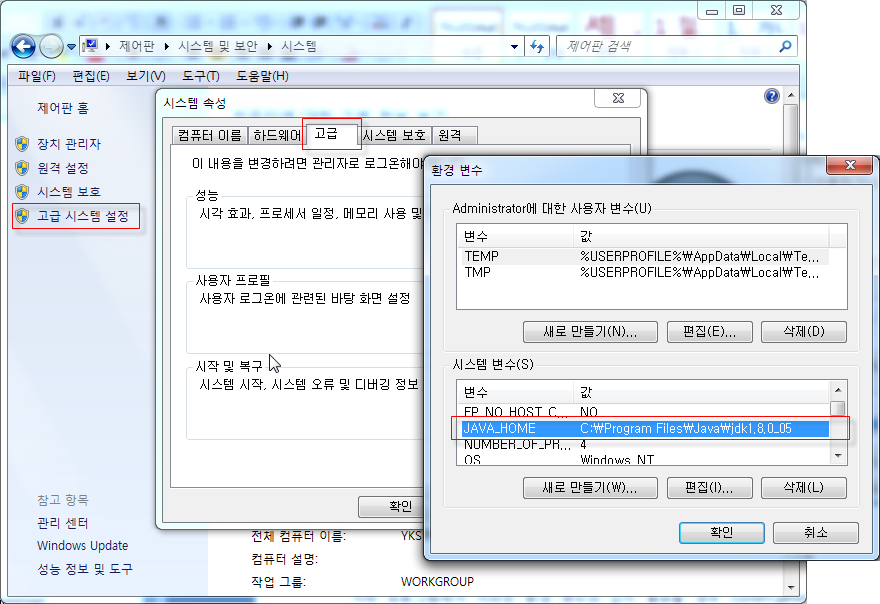 제어판 ▸ 시스템 및 보안 ▸ 시스템
제어판 검색
파일(F) 편집(E) 보기(V) 도구(T) 도움말(H)
제어판 홈
장치 관리자
원격 설정
시스템 보호
고급 시스템 설정
참고 항목
관리 센터
Windows Update
성능 정보 및 도구
시스템 속성
컴퓨터 이름 하드웨어 고급 시스템 보호 원격
이 내용을 변경하려면 관리자로 로그온해야
성능
시각 효과, 프로세서 일정, 메모리 사용 및
사용자 프로필
사용자 로그온에 관련된 바탕 화면 설정
시작 및 복구
시스템 시작, 시스템 오류 및 디버깅 정보
확인
전체 컴퓨터 이름: YKS
컴퓨터 설명:
작업 그룹: WORKGROUP
환경 변수
Administrator에 대한 사용자 변수(U)
변수 값
TEMP %USERPROFILE%₩AppData₩Local₩Te...
TMP %USERPROFILE%₩AppData₩Local₩Te...
새로 만들기(N)... 편집(E)... 삭제(D)
시스템 변수(S)
변수 값
FP_NO_HOST_C... NO
JAVA_HOME C:₩Program Files₩Java₩jdk1.8.0_05
NUMBER_OF_PR... 4
OS Windows_NT
새로 만들기(W)... 편집(I)... 삭제(L)
확인 취소